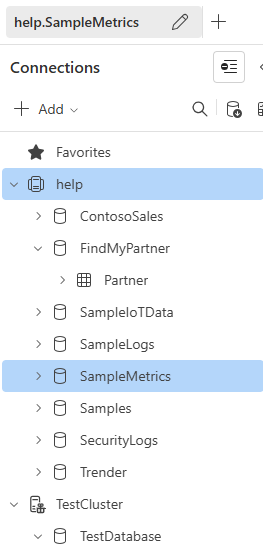 help.SampleMetrics
Connections
Add
Favorites
help
ContosoSales
FindMyPartner
Partner
SampleIoTData
SampleLogs
SampleMetrics
Samples
SecurityLogs
Trender
TestCluster
TestDatabase